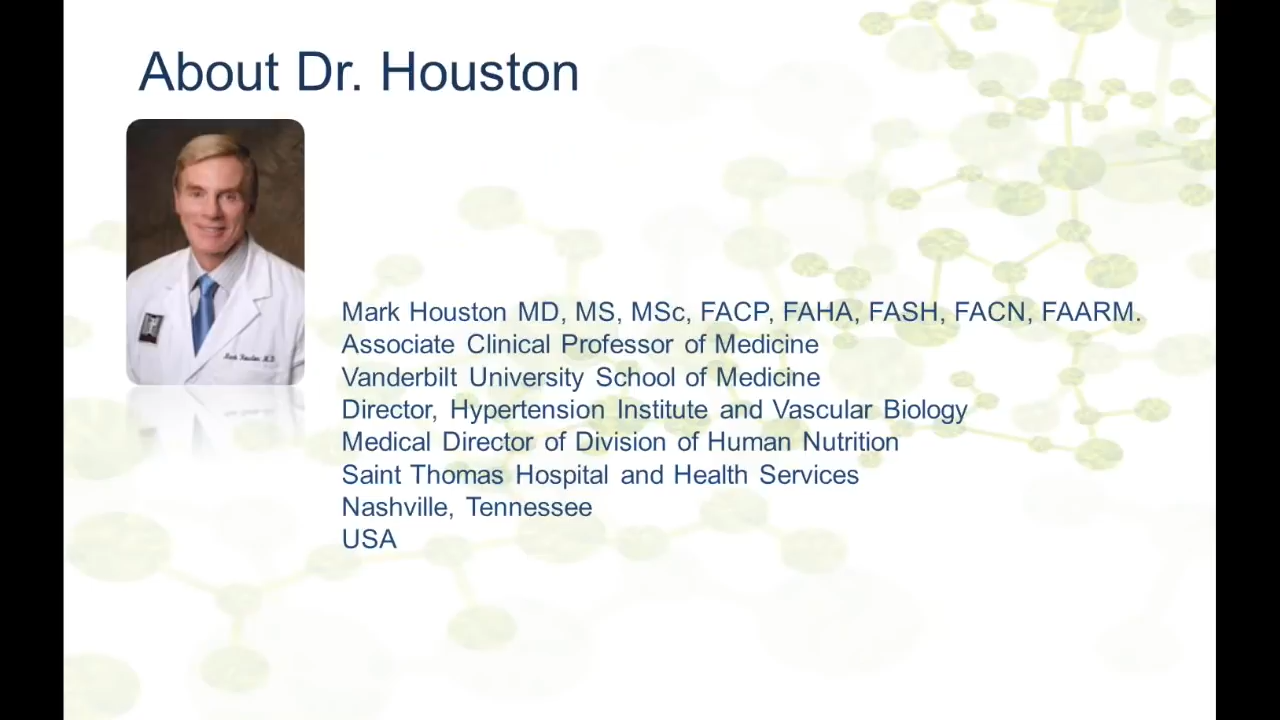 About Dr. Houston
Mark Houston MD, MS, MSc, FACP, FAHA, FASH, FACN, FAARM.
Associate Clinical Professor of Medicine
Vanderbilt University School of Medicine
Director, Hypertension Institute and Vascular Biology
Medical Director of Division of Human Nutrition
Saint Thomas Hospital and Health Services
Nashville, Tennessee
USA
Mark Houston M.D.